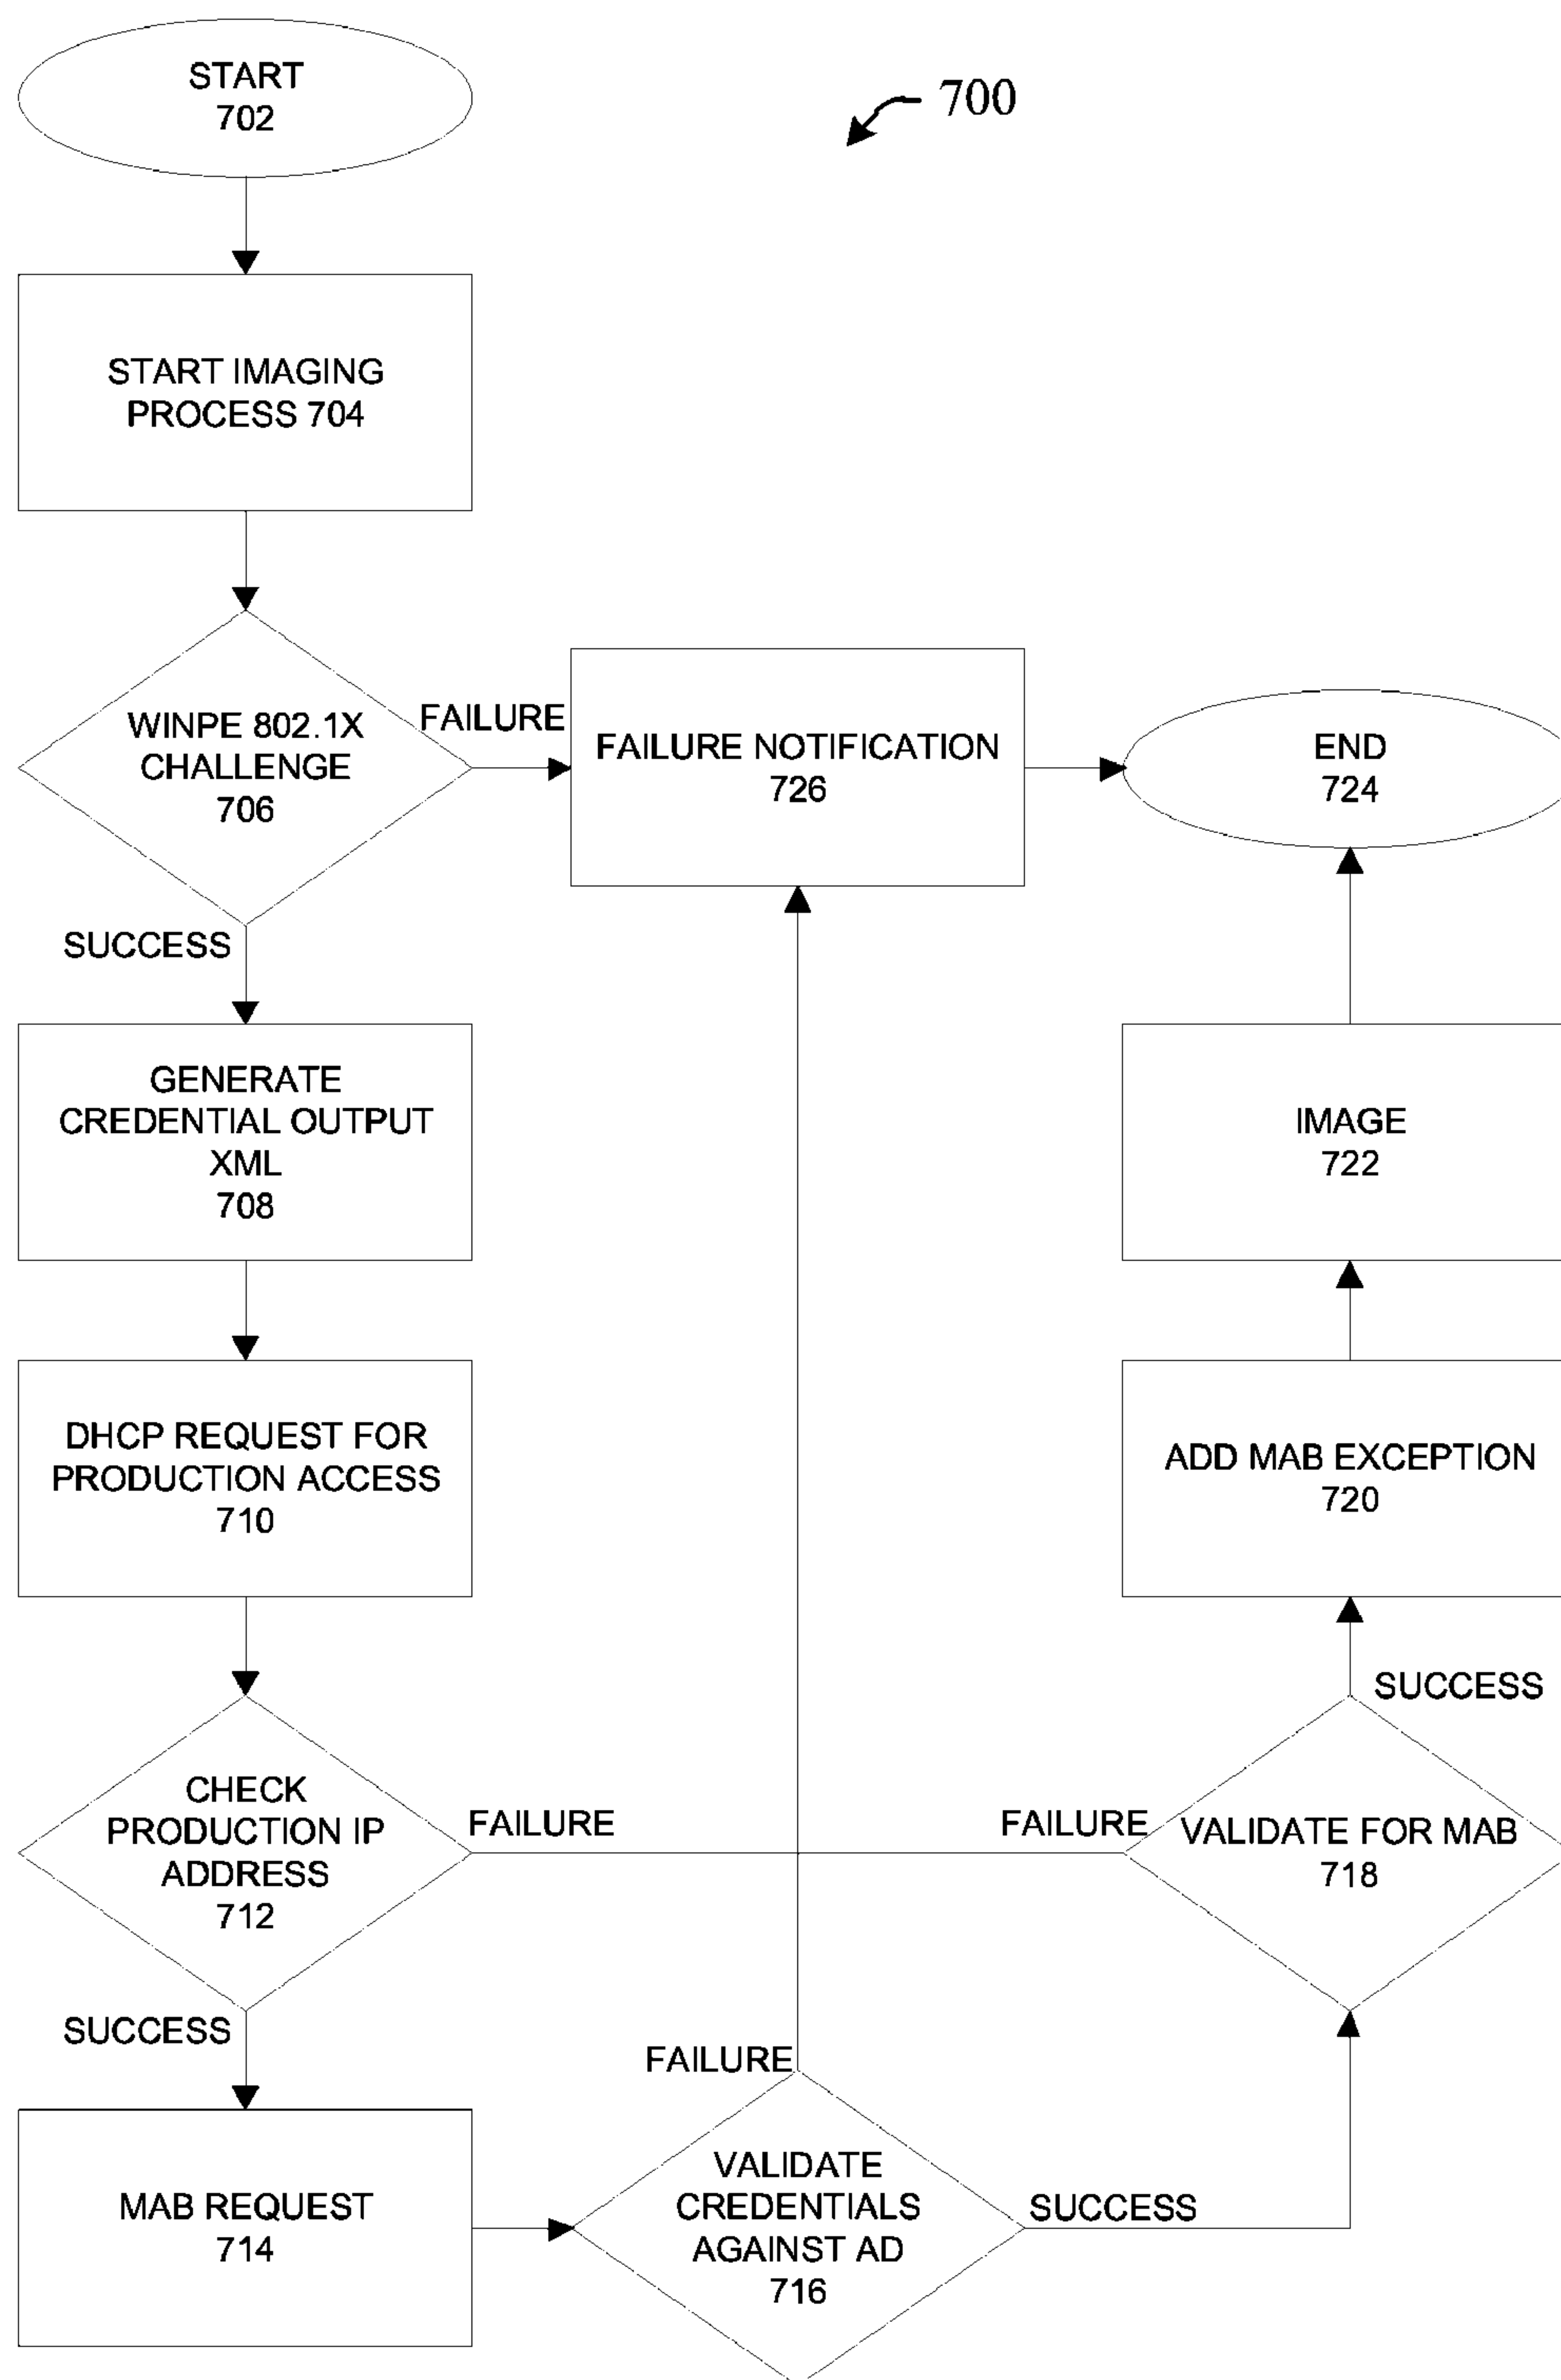 START
702
700
START IMAGING
PROCESS 704
WINPE 802.1X
CHALLENGE
706
FAILURE
SUCCESS
FAILURE NOTIFICATION
726
END
724
GENERATE
CREDENTIAL OUTPUT
XML
708
IMAGE
722
DHCP REQUEST FOR
PRODUCTION ACCESS
710
ADD MAB EXCEPTION
720
CHECK
PRODUCTION IP
ADDRESS
712
FAILURE
SUCCESS
FAILURE
VALIDATE FOR MAB
718
SUCCESS
MAB REQUEST
714
FAILURE
VALIDATE
CREDENTIALS
AGAINST AD
716
SUCCESS